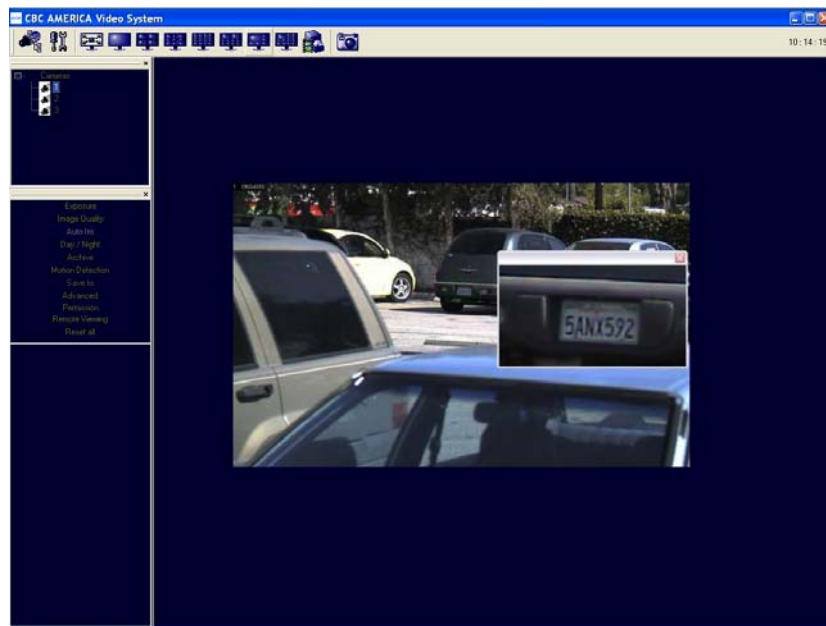 CBC AMERICA Video System
10:14:19
Cameras
1
2
3
Exposure
Image Quality
Auto Iris
Day / Night
Archive
Motion Detection
Save to
Advanced
Permission
Remote Viewing
Reset all
5ANX592